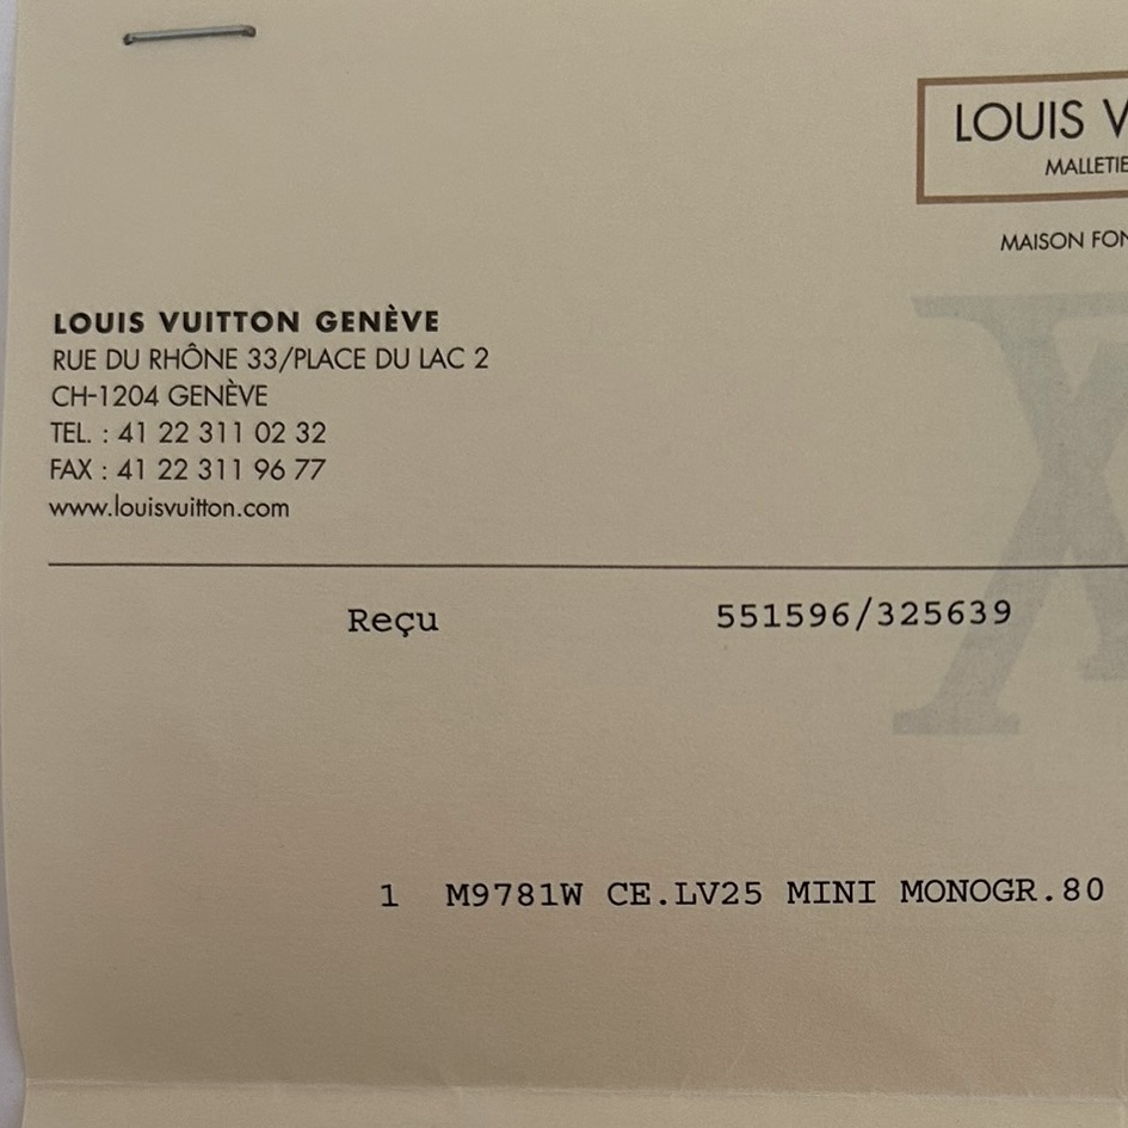 LOUIS V
MALLETIE
MAISON FON
LOUIS VUITTON GENÈVE
RUE DU RHÔNE 33/PLACE DU LAC 2
CH-1204 GENÈVE
TEL. : 41 22 311 02 32
FAX : 41 22 311 96 77
www.louisvuitton.com
Reçu 551596/325639
1 M9781W CE.LV25 MINI MONOGR.80